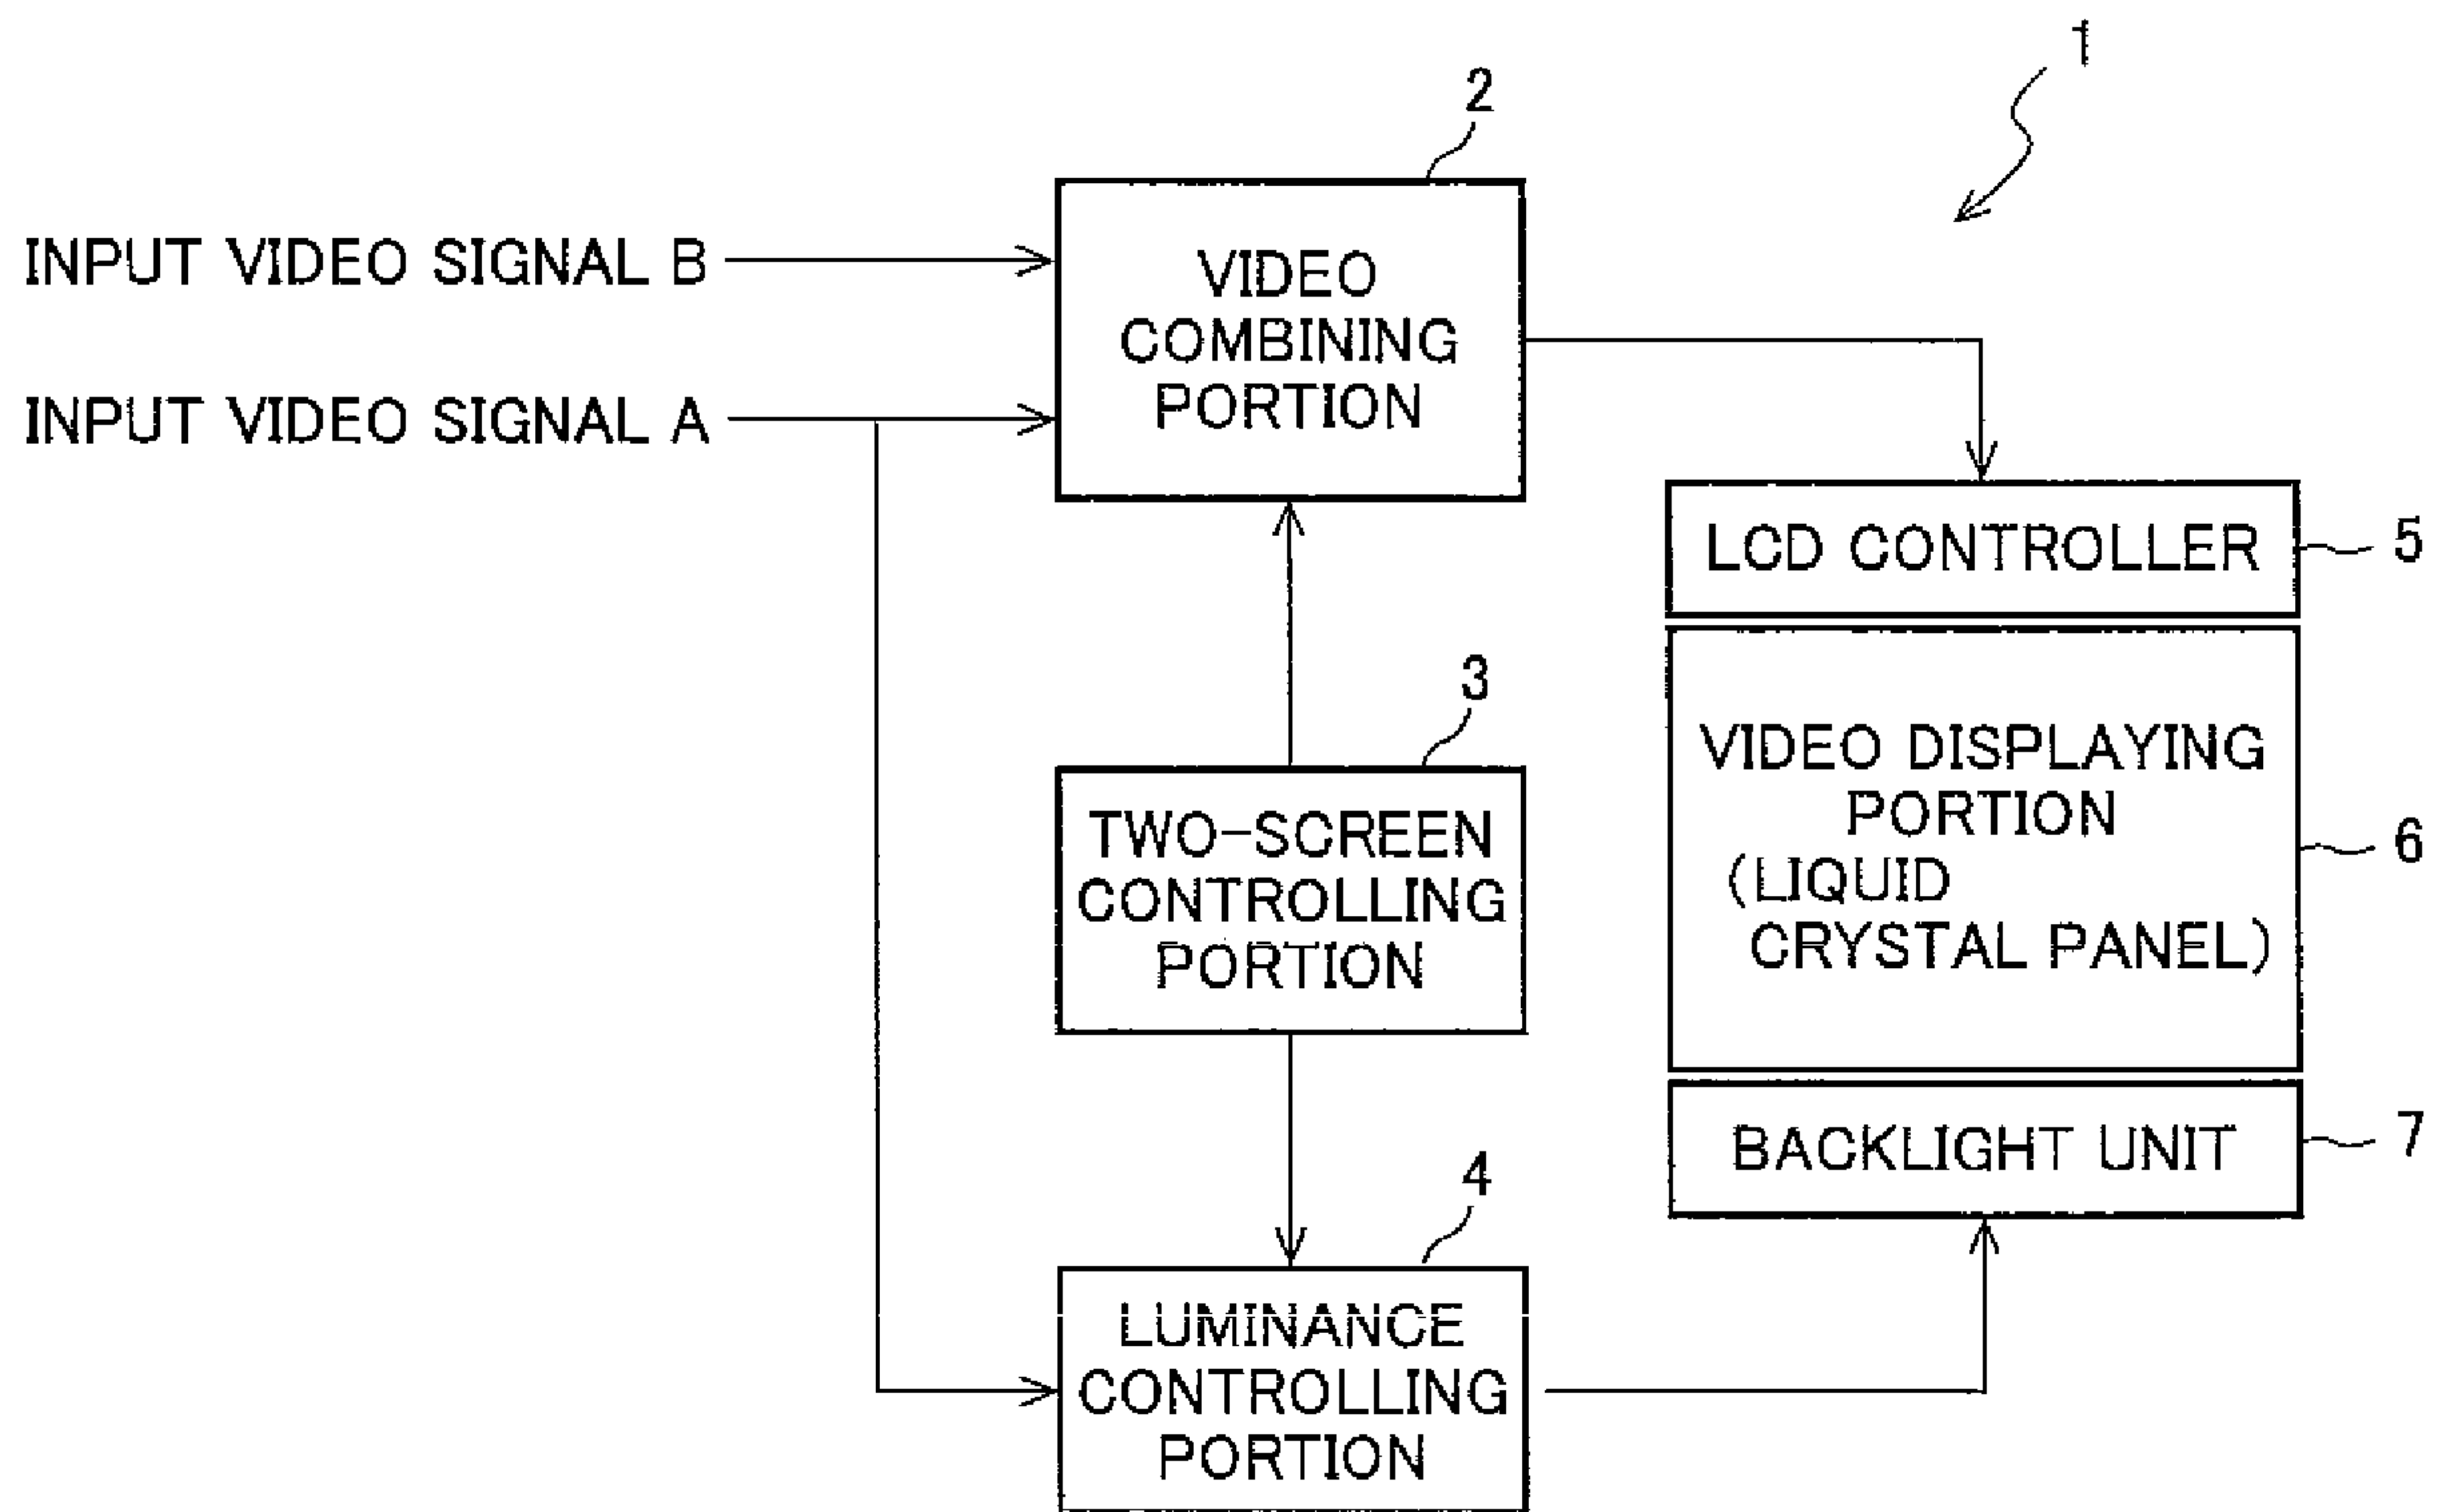 1
2
INPUT VIDEO SIGNAL B
INPUT VIDEO SIGNAL A
VIDEO
COMBINING
PORTION
LCD CONTROLLER
5
3
TWO-SCREEN
CONTROLLING
PORTION
VIDEO DISPLAYING
PORTION
(LIQUID
CRYSTAL PANEL)
6
BACKLIGHT UNIT
7
4
LUMINANCE
CONTROLLING
PORTION